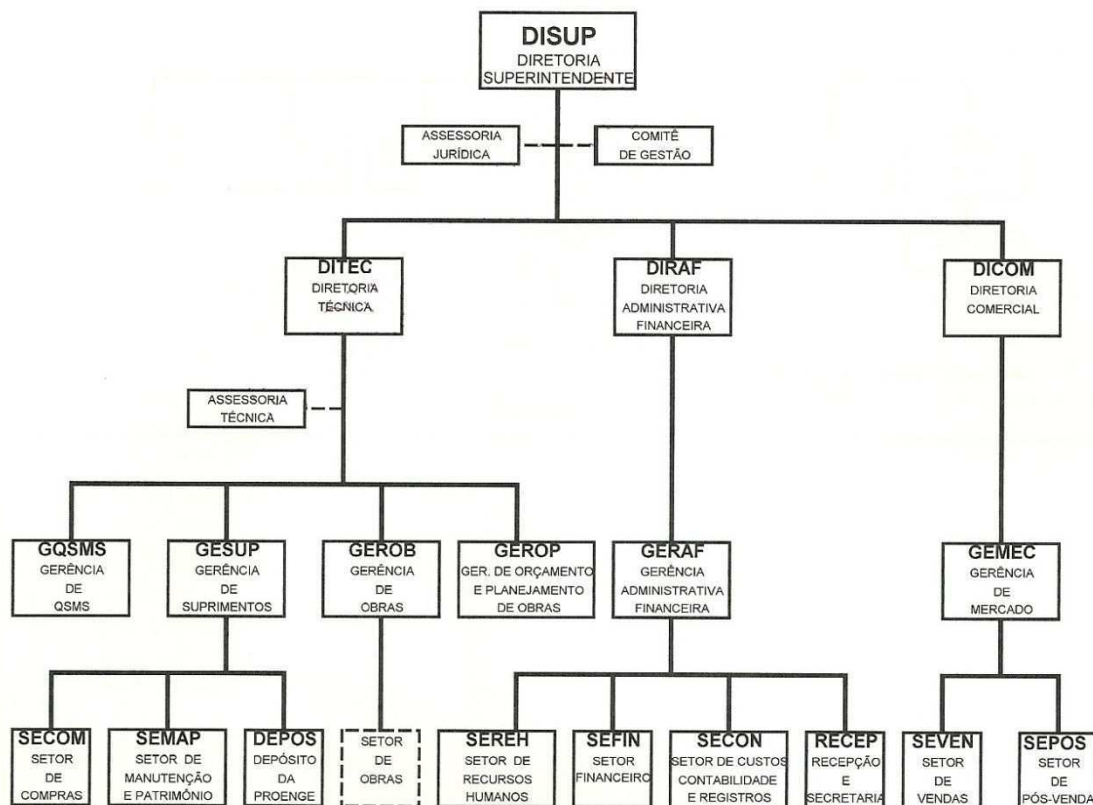 DISUP
DIRETORIA
SUPERINTENDENTE
ASSESSORIA
JURÍDICA
COMITÊ
DE GESTÃO
DITEC
DIRETORIA
TÉCNICA
DIRAF
DIRETORIA
ADMINISTRATIVA
FINANCEIRA
DICOM
DIRETORIA
COMERCIAL
ASSESSORIA
TÉCNICA
GQSMS
GERÊNCIA
DE
QSMS
GESUP
GERÊNCIA
DE
SUPRIMENTOS
GEROB
GERÊNCIA
DE
OBRAS
GEROP
GER. DE ORÇAMENTO
E PLANEJAMENTO
DE OBRAS
GERAF
GERÊNCIA
ADMINISTRATIVA
FINANCEIRA
GEMEC
GERÊNCIA
DE
MERCADO
SECOM
SETOR
DE
COMPRAS
SEMAP
SETOR DE
MANUTENÇÃO
E PATRIMÔNIO
DEPOS
DEPÓSITO
DA
PROENGE
SETOR
DE
OBRAS
SEREH
SETOR DE
RECURSOS
HUMANOS
SEFIN
SETOR
FINANCEIRO
SECON
SETOR DE CUSTOS
CONTABILIDADE
E REGISTROS
RECEP
RECEPÇÃO
E
SECRETARIA
SEVEN
SETOR
DE
VENDAS
SEPOS
SETOR
DE
PÓS-VENDA